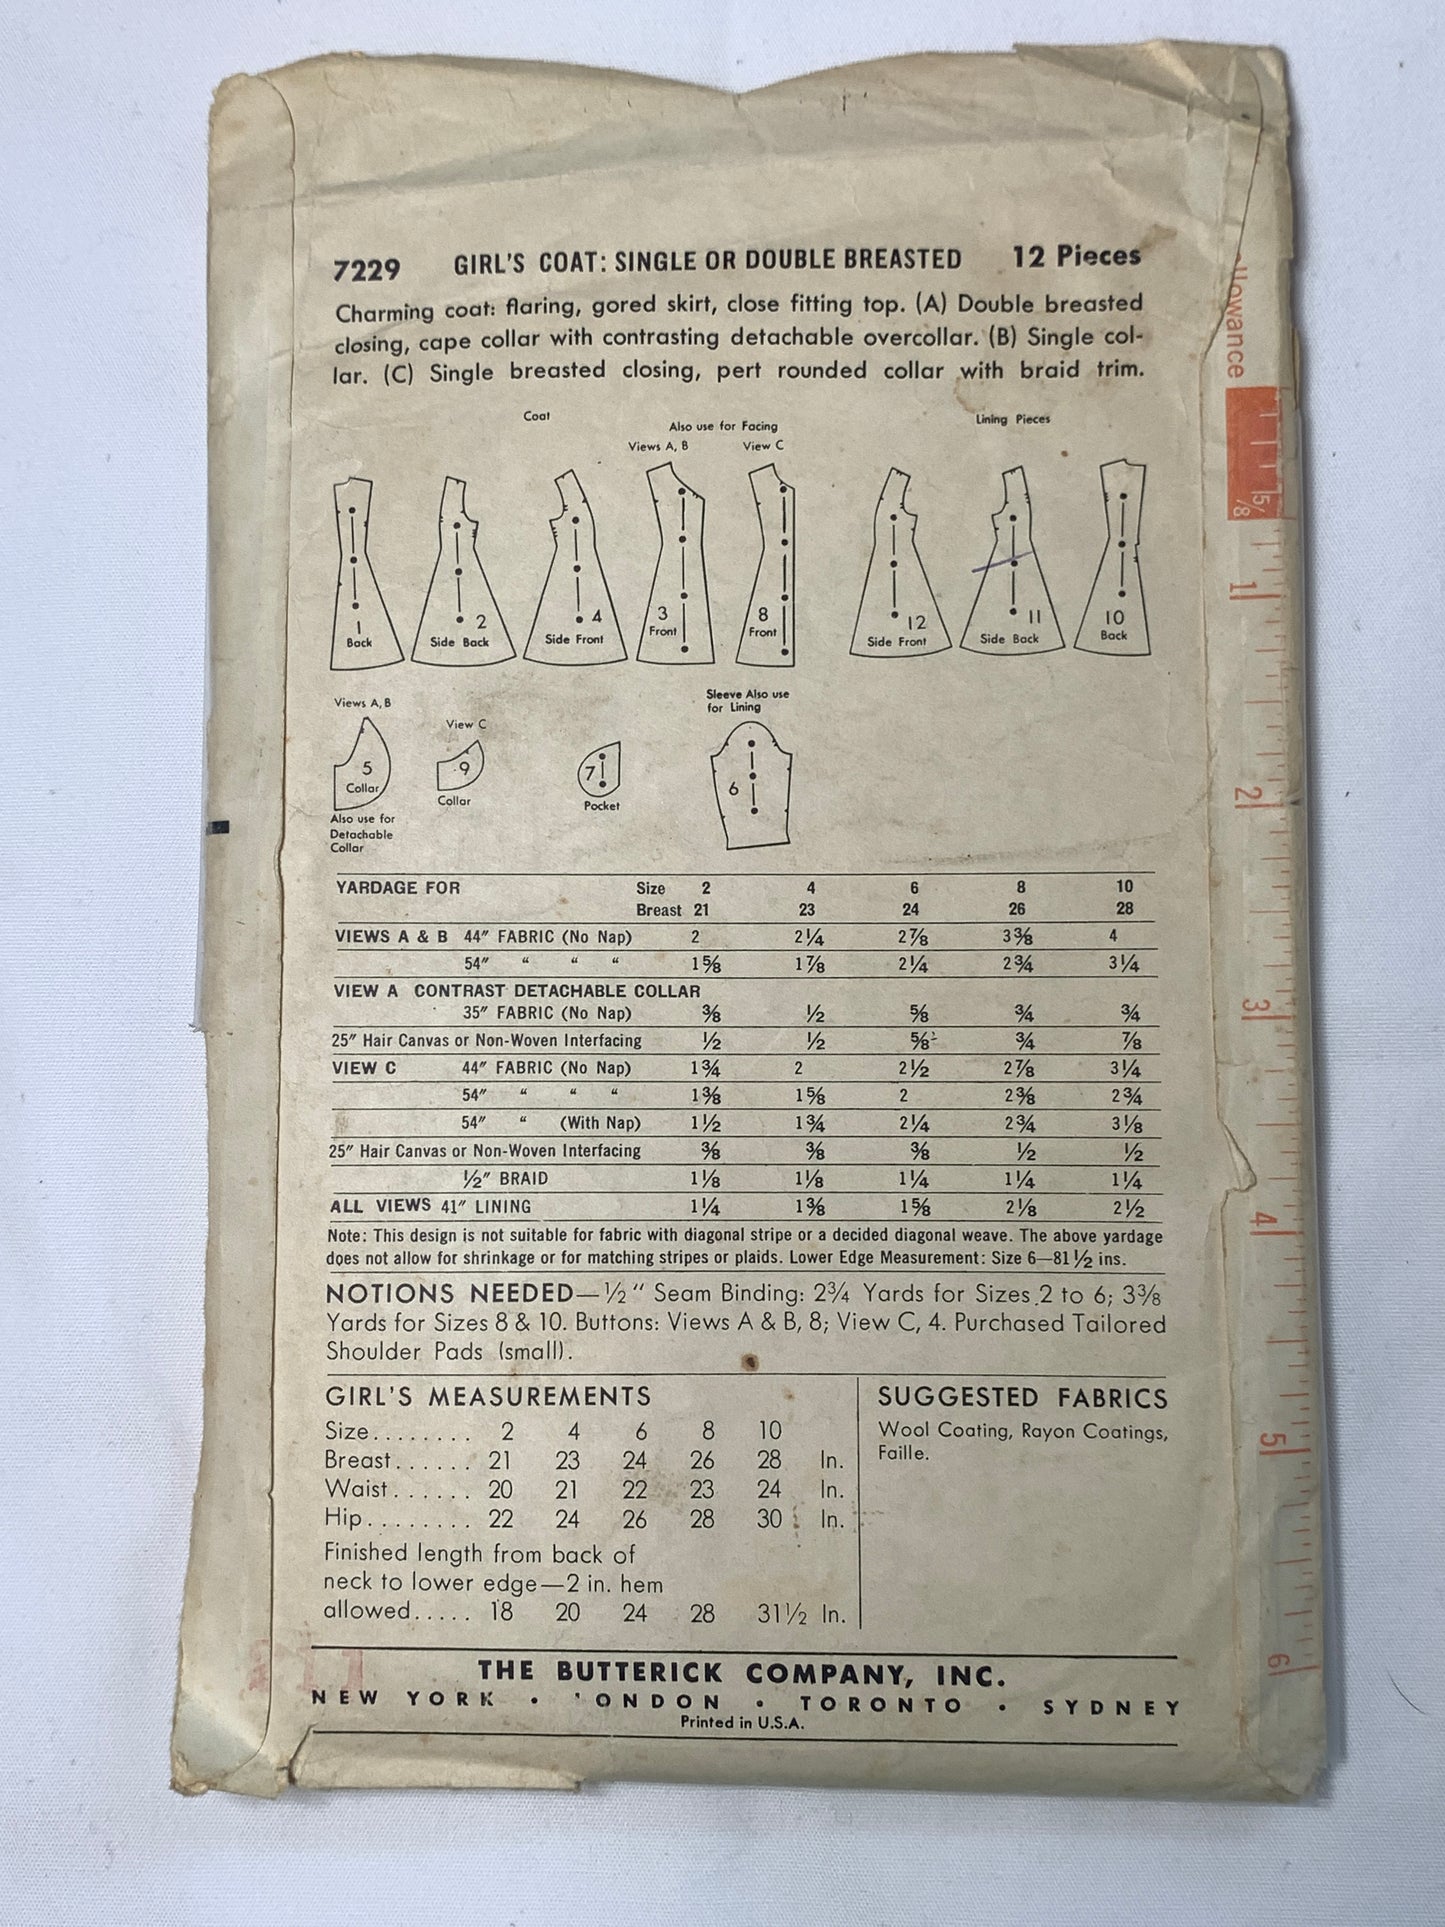 7229 GIRL'S COAT: SINGLE OR DOUBLE BREASTED 12 Pieces
Charming coat: flaring, gored skirt, close fitting top. (A) Double breasted
closing, cape collar with contrasting detachable overcollar. (B) Single col-
lar. (C) Single breasted closing, pert rounded collar with braid trim.
Coat
Also use for Facing
Views A, B View C
Lining Pieces
1 Back
2 Side Back
4 Side Front
3 Front
8 Front
12 Side Front
11 Side Back
10 Back
Views A, B
5
Collar
Also use for
Detachable
Collar
View C
9
Collar
7
Pocket
Sleeve Also use
for Lining
6
YARDAGE FOR Size 2 4 6 8 10
Breast 21 23 24 26 28
VIEWS A & B 44" FABRIC (No Nap) 2 2¼ 2⅞ 3⅜ 4
54" " " " 1⅝ 1⅞ 2¼ 2¾ 3¼
VIEW A CONTRAST DETACHABLE COLLAR
35" FABRIC (No Nap) ⅜ ½ ⅝ ¾ ¾
25" Hair Canvas or Non-Woven Interfacing ½ ½ ⅝ ¾ ⅞
VIEW C 44" FABRIC (No Nap) 1¾ 2 2½ 2⅞ 3¼
54" " " " 1⅜ 1⅝ 2 2⅜ 2¾
54" " (With Nap) 1½ 1¾ 2¼ 2¾ 3⅛
25" Hair Canvas or Non-Woven Interfacing ⅜ ⅜ ⅜ ½ ½
½" BRAID 1⅛ 1⅛ 1¼ 1¼ 1¼
ALL VIEWS 41" LINING 1¼ 1⅜ 1⅝ 2⅛ 2½
Note: This design is not suitable for fabric with diagonal stripe or a decided diagonal weave. The above yardage
does not allow for shrinkage or for matching stripes or plaids. Lower Edge Measurement: Size 6—81½ ins.
NOTIONS NEEDED—½" Seam Binding: 2¾ Yards for Sizes 2 to 6; 3⅜
Yards for Sizes 8 & 10. Buttons: Views A & B, 8; View C, 4. Purchased Tailored
Shoulder Pads (small).
GIRL'S MEASUREMENTS
Size........ 2 4 6 8 10
Breast...... 21 23 24 26 28 In.
Waist...... 20 21 22 23 24 In.
Hip........ 22 24 26 28 30 In.
Finished length from back of
neck to lower edge—2 in. hem
allowed..... 18 20 24 28 31½ In.
SUGGESTED FABRICS
Wool Coating, Rayon Coatings,
Faille.
THE BUTTERICK COMPANY, INC.
NEW YORK • 'ONDON • TORONTO • SYDNEY
Printed in U.S.A.
llowance
5/8
1
2
3
4
5
6